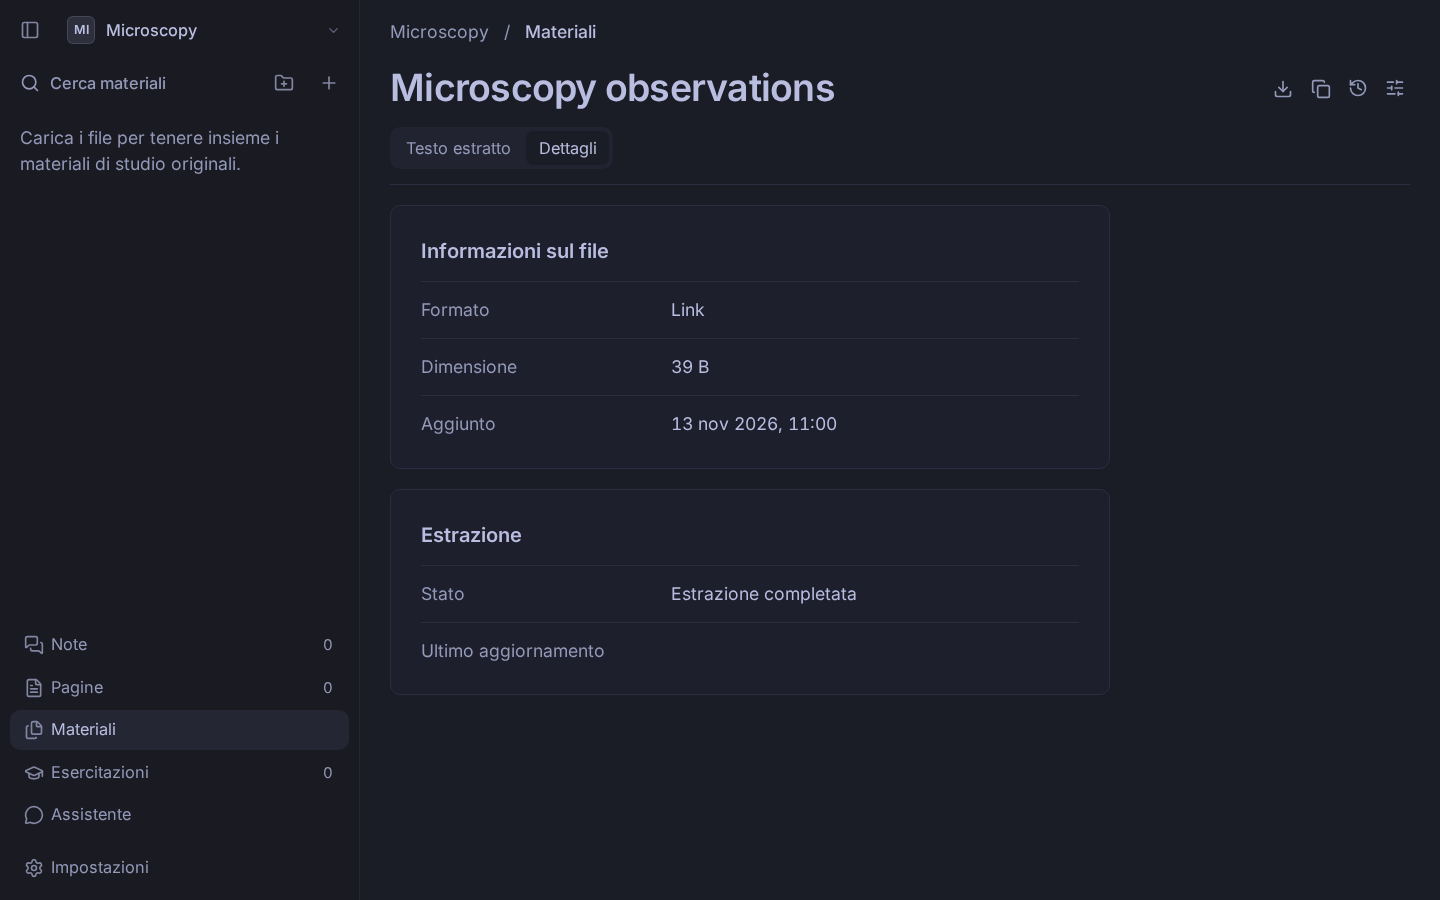 MI Microscopy
Cerca materiali
Carica i file per tenere insieme i
materiali di studio originali.
Note 0
Pagine 0
Materiali
Esercitazioni 0
Assistente
Impostazioni
Microscopy / Materiali
Microscopy observations
Testo estratto Dettagli
Informazioni sul file
Formato Link
Dimensione 39 B
Aggiunto 13 nov 2026, 11:00
Estrazione
Stato Estrazione completata
Ultimo aggiornamento